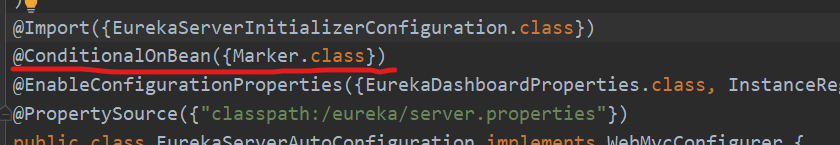 )
@Import({EurekaServerInitializerConfiguration.class})
@ConditionalOnBean({Marker.class})
@EnableConfigurationProperties({EurekaDashboardProperties.class, InstanceReg
@PropertySource({"classpath:/eureka/server.properties"})
public class EurekaServerAutoConfiguration implements WebMvcConfigurer {